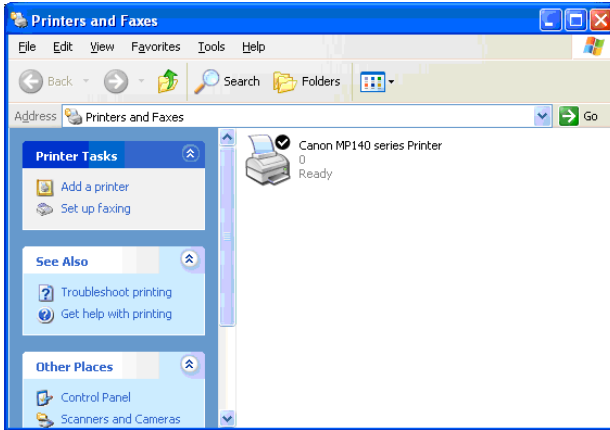 Printers and Faxes
File Edit View Favorites Tools Help
Back Search Folders
Address Printers and Faxes Go
Printer Tasks
Add a printer
Set up faxing
See Also
Troubleshoot printing
Get help with printing
Other Places
Control Panel
Scanners and Cameras
Canon MP140 series Printer
0
Ready